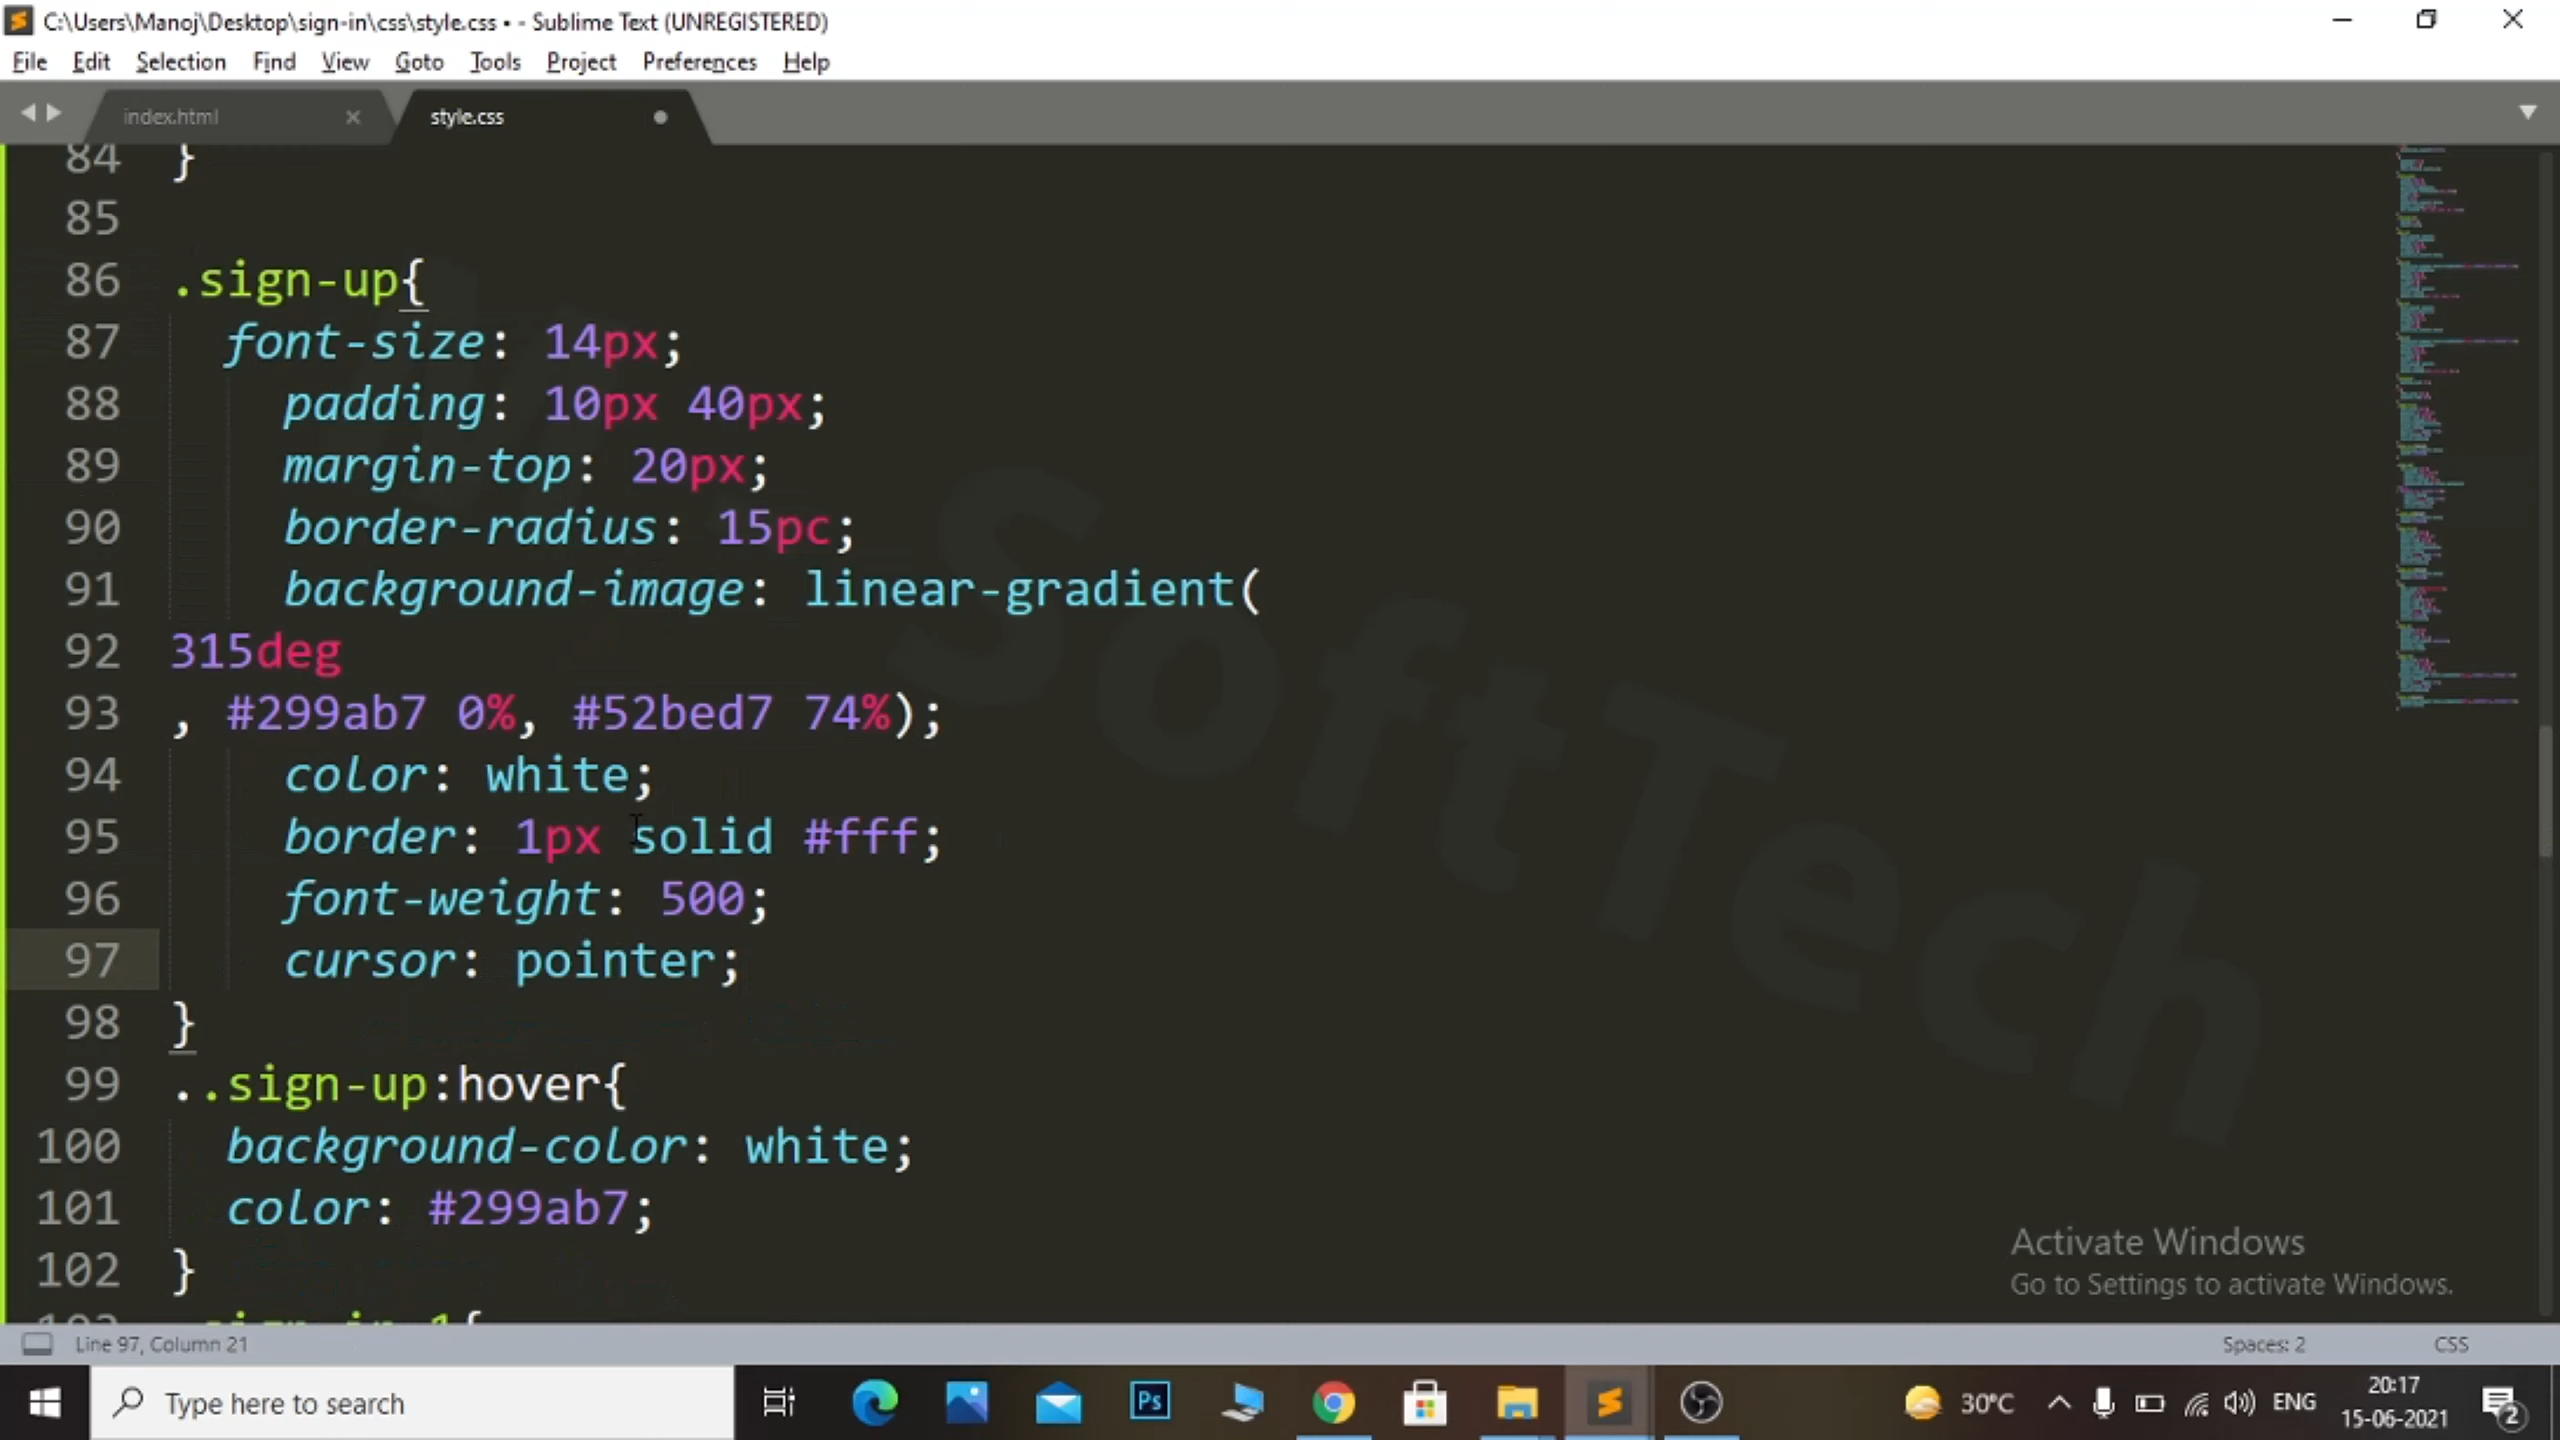 C:\Users\Manoj\Desktop\sign-in\css\style.css • - Sublime Text (UNREGISTERED)
File Edit Selection Find View Goto Tools Project Preferences Help
index.html style.css
84 }
85
86 .sign-up{
87 font-size: 14px;
88 padding: 10px 40px;
89 margin-top: 20px;
90 border-radius: 15pc;
91 background-image: linear-gradient(
92 315deg
93 , #299ab7 0%, #52bed7 74%);
94 color: white;
95 border: 1px solid #fff;
96 font-weight: 500;
97 cursor: pointer;
98 }
99 ..sign-up:hover{
100 background-color: white;
101 color: #299ab7;
102 }
SoftTech
Activate Windows
Go to Settings to activate Windows.
Line 97, Column 21 Spaces: 2 CSS
Type here to search Ps 30°C ENG 20:17
15-06-2021 2